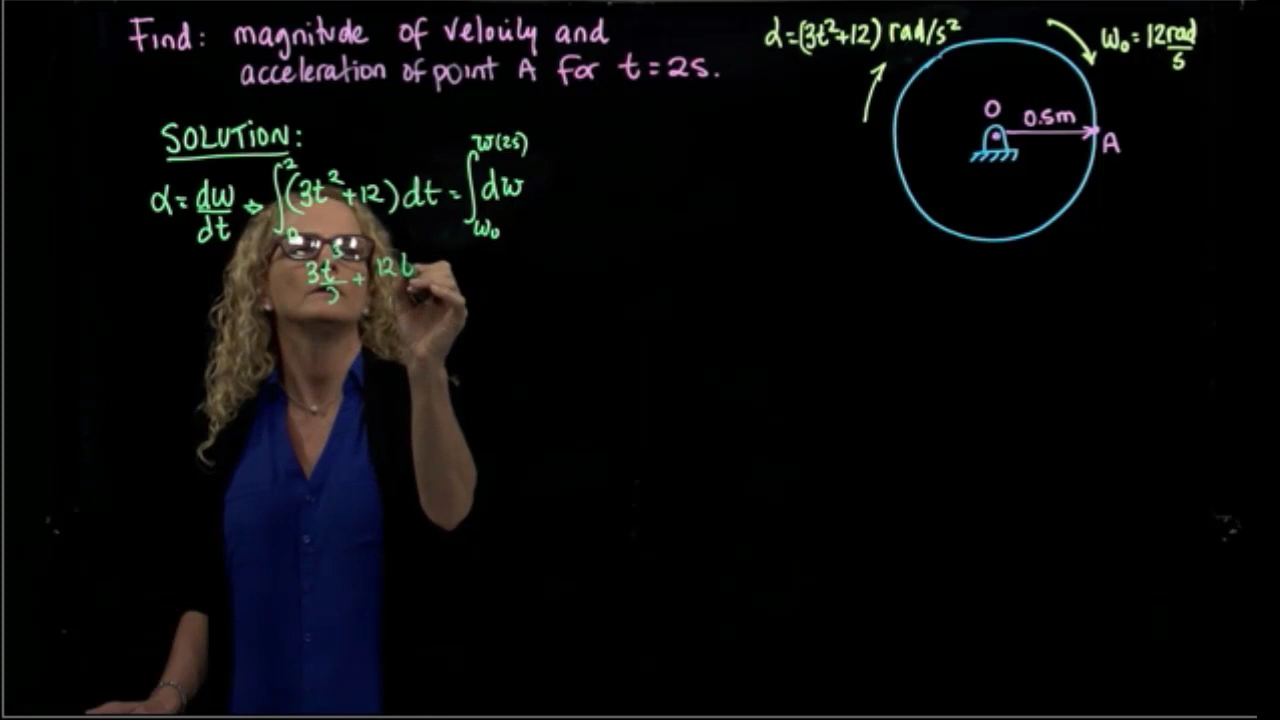 Find: magnitude of velocity and
acceleration of point A for t = 2s.
α=(3t²+12) rad/s²
ω₀ = 12 rad/s
O
0.5m
A
SOLUTION:
α = dω/dt ⇒ ∫₀² (3t²+12) dt = ∫_ω₀^ω(2s) dω
3t³/3 + 12t